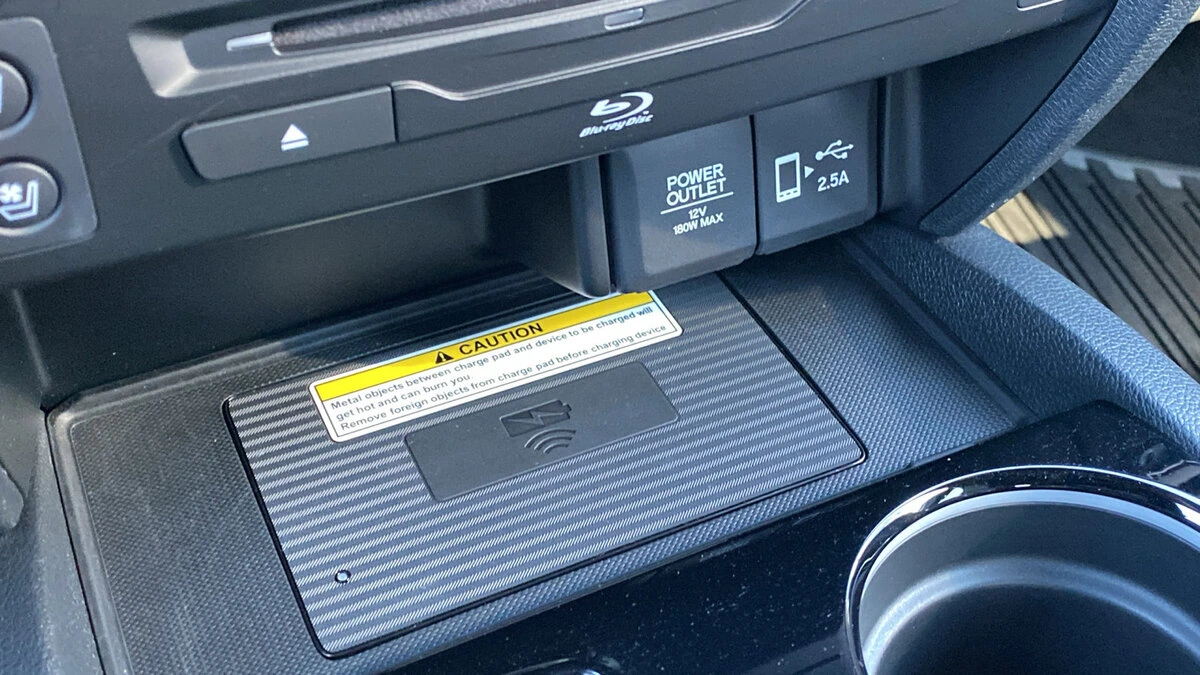 Blu-ray Disc
POWER
OUTLET
12V
180W MAX
2.5A
CAUTION
Metal objects between charge pad and device to be charged will
get hot and can burn you.
Remove foreign objects from charge pad before charging device